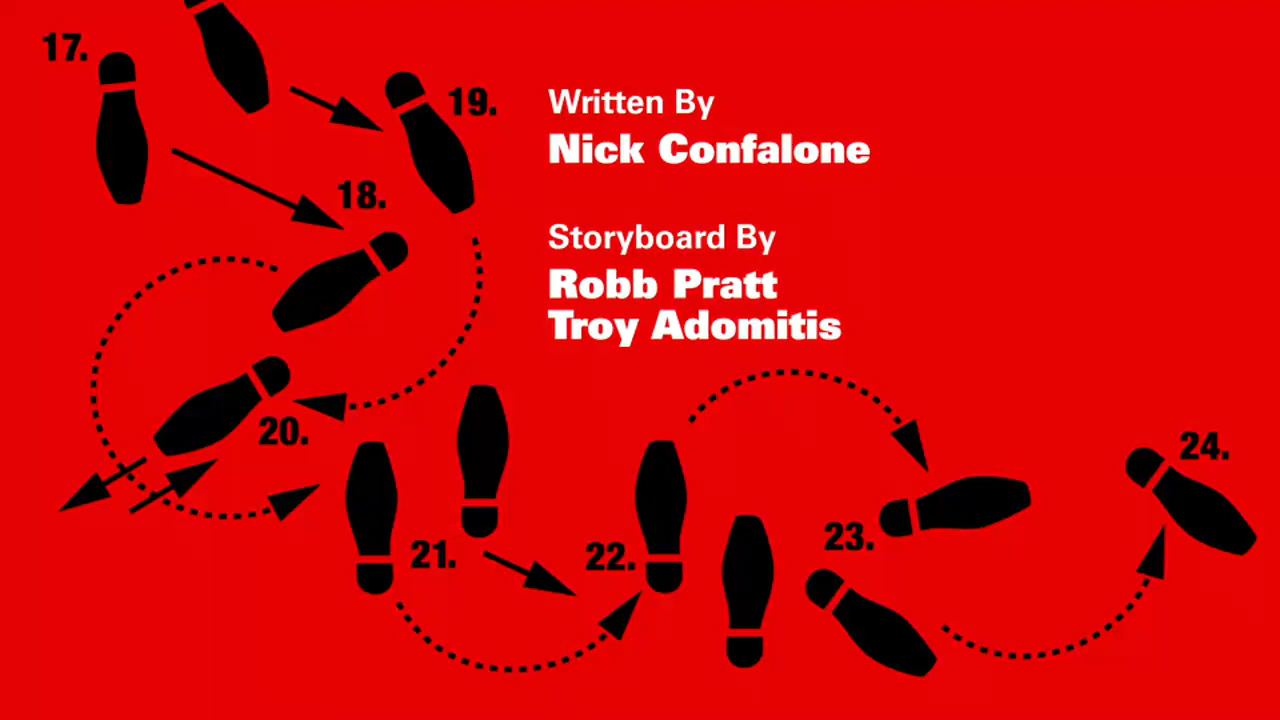 17.
19.
Written By
Nick Confalone
18.
Storyboard By
Robb Pratt
Troy Adomitis
20.
24.
21.
22.
23.